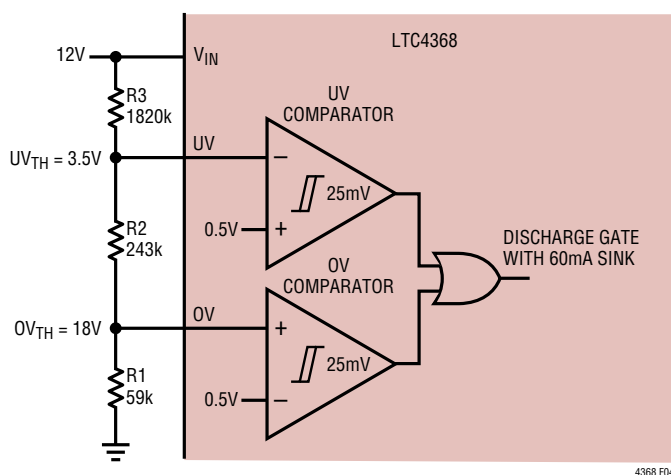 LTC4368
12V
V_IN
R3
1820k
UV
COMPARATOR
UV
UV_TH = 3.5V
−
25mV
0.5V
+
R2
243k
DISCHARGE GATE
WITH 60mA SINK
OV
COMPARATOR
OV
OV_TH = 18V
+
25mV
R1
59k
0.5V
−
4368 F04